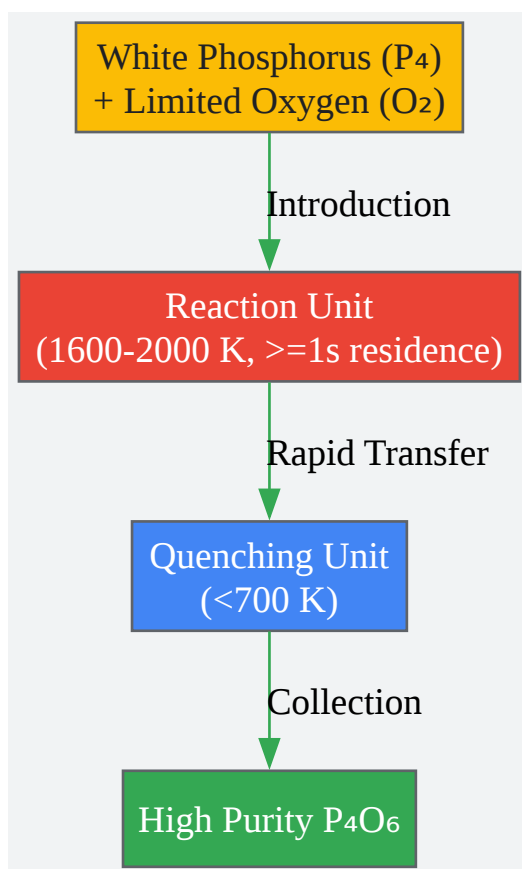 White Phosphorus (P₄)
+ Limited Oxygen (O₂)
Introduction
Reaction Unit
(1600-2000 K, >=1s residence)
Rapid Transfer
Quenching Unit
(<700 K)
Collection
High Purity P₄O₆